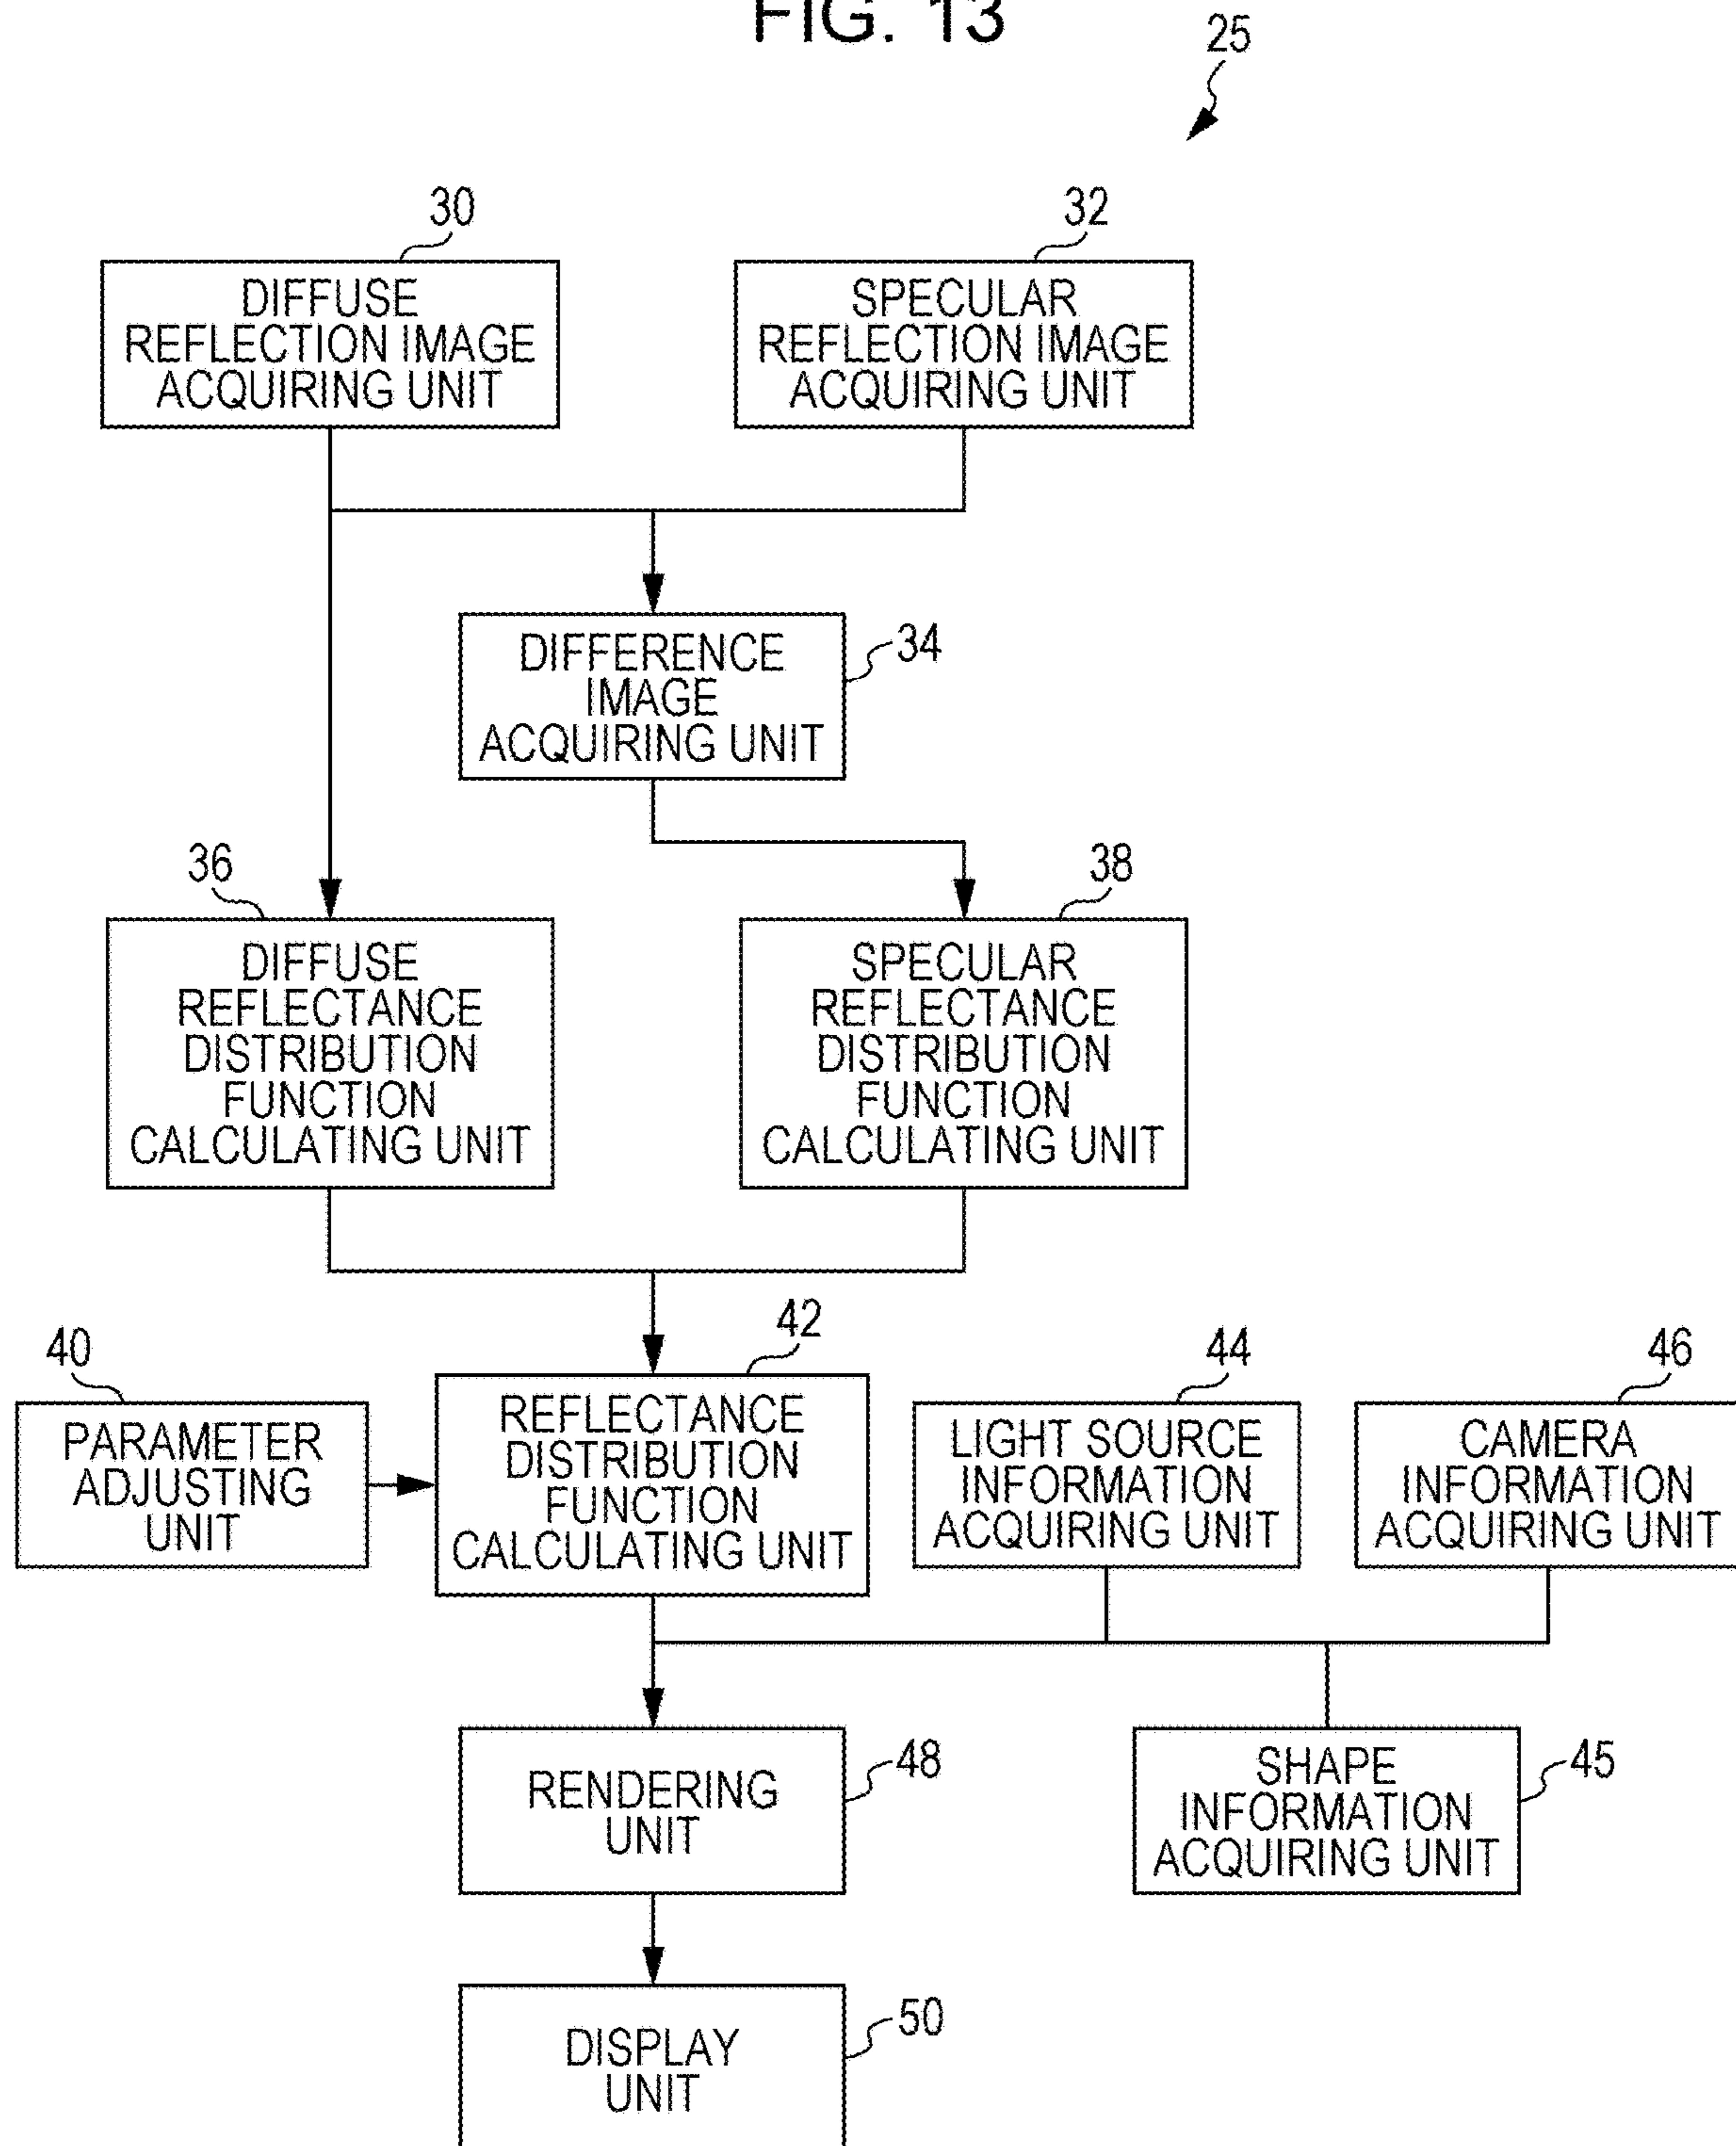 FIG. 13
25
30
32
DIFFUSE
REFLECTION IMAGE
ACQUIRING UNIT
SPECULAR
REFLECTION IMAGE
ACQUIRING UNIT
DIFFERENCE
IMAGE
ACQUIRING UNIT
34
36
38
DIFFUSE
REFLECTANCE
DISTRIBUTION
FUNCTION
CALCULATING UNIT
SPECULAR
REFLECTANCE
DISTRIBUTION
FUNCTION
CALCULATING UNIT
40
42
44
46
PARAMETER
ADJUSTING
UNIT
REFLECTANCE
DISTRIBUTION
FUNCTION
CALCULATING UNIT
LIGHT SOURCE
INFORMATION
ACQUIRING UNIT
CAMERA
INFORMATION
ACQUIRING UNIT
RENDERING
UNIT
48
SHAPE
INFORMATION
ACQUIRING UNIT
45
DISPLAY
UNIT
50